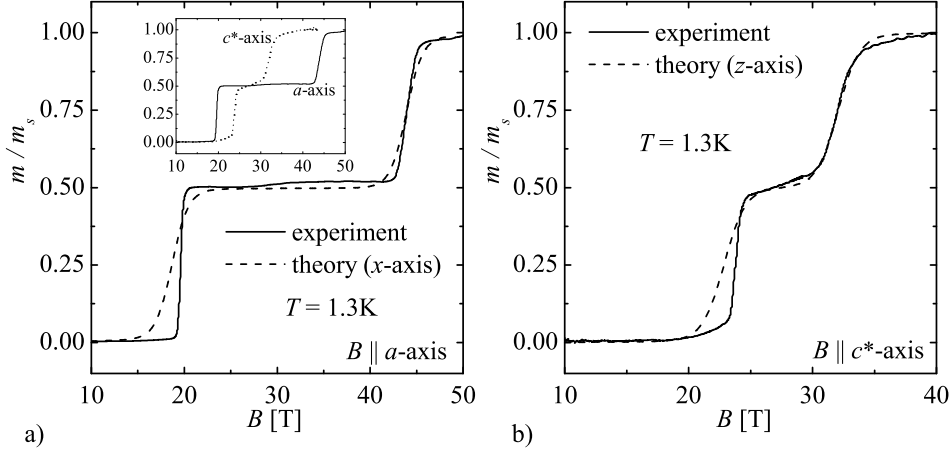 1.00
0.75
0.50
0.25
0.00
m / m_s
1.00
0.75
0.50
0.25
0.00
10 20 30 40 50
c*-axis
a-axis
experiment
theory (x-axis)
T = 1.3K
B || a-axis
10 20 30 40 50
B [T]
a)
1.00
0.75
0.50
0.25
0.00
m / m_s
experiment
theory (z-axis)
T = 1.3K
B || c*-axis
10 20 30 40
B [T]
b)